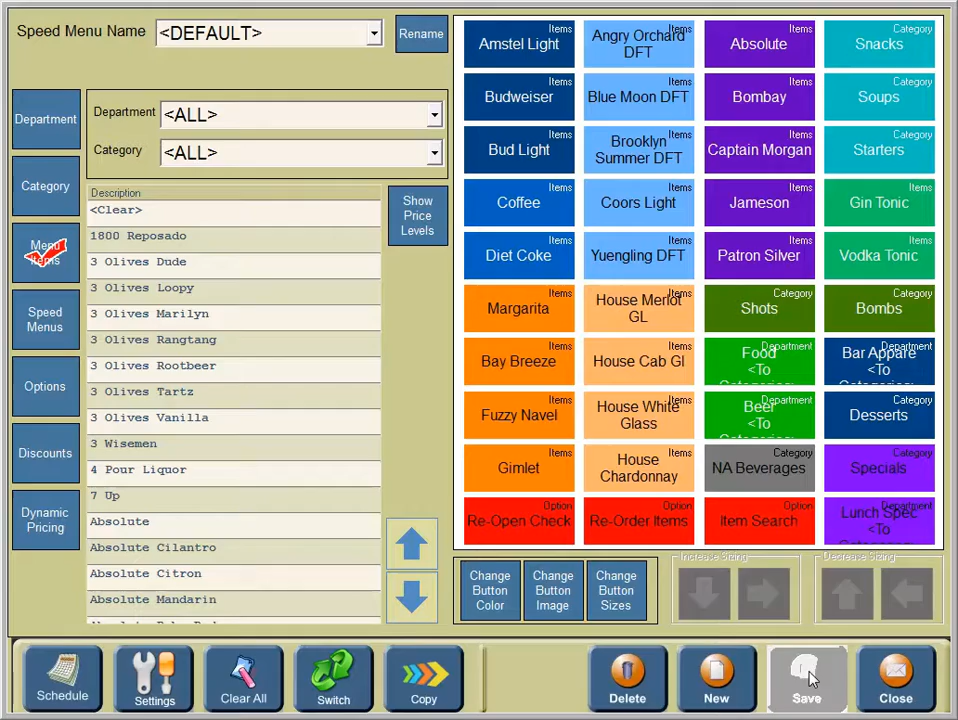 Speed Menu Name
<DEFAULT>
Rename
Department
<ALL>
Category
<ALL>
Department
Category
Menu
Items
Speed
Menus
Options
Discounts
Dynamic
Pricing
Description
<Clear>
1800 Reposado
3 Olives Dude
3 Olives Loopy
3 Olives Marilyn
3 Olives Rangtang
3 Olives Rootbeer
3 Olives Tartz
3 Olives Vanilla
3 Wisemen
4 Pour Liquor
7 Up
Absolute
Absolute Cilantro
Absolute Citron
Absolute Mandarin
Show
Price
Levels
Items
Amstel Light
Items
Angry Orchard
DFT
Items
Absolute
Category
Snacks
Items
Budweiser
Items
Blue Moon DFT
Items
Bombay
Category
Soups
Items
Bud Light
Items
Brooklyn
Summer DFT
Items
Captain Morgan
Category
Starters
Items
Coffee
Items
Coors Light
Items
Jameson
Items
Gin Tonic
Items
Diet Coke
Items
Yuengling DFT
Items
Patron Silver
Items
Vodka Tonic
Items
Margarita
Items
House Merlot
GL
Category
Shots
Category
Bombs
Items
Bay Breeze
Items
House Cab Gl
Department
Food
<To
Department
Bar Appare
<To
Items
Fuzzy Navel
Items
House White
Glass
Department
Beer
<To
Category
Desserts
Items
Gimlet
Items
House
Chardonnay
Category
NA Beverages
Category
Specials
Option
Re-Open Check
Option
Re-Order Items
Option
Item Search
Department
Lunch Spec
<To
Change
Button
Color
Change
Button
Image
Change
Button
Sizes
Increase Sizing
Decrease Sizing
Schedule
Settings
Clear All
Switch
Copy
Delete
New
Save
Close